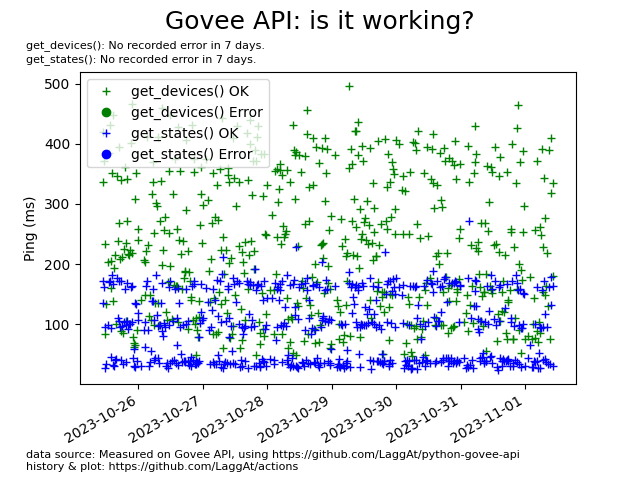 Govee API: is it working?
get_devices(): No recorded error in 7 days.
get_states(): No recorded error in 7 days.
get_devices() OK
get_devices() Error
get_states() OK
get_states() Error
Ping (ms)
500
400
300
200
100
2023-10-26
2023-10-27
2023-10-28
2023-10-29
2023-10-30
2023-10-31
2023-11-01
data source: Measured on Govee API, using https://github.com/LaggAt/python-govee-api
history & plot: https://github.com/LaggAt/actions